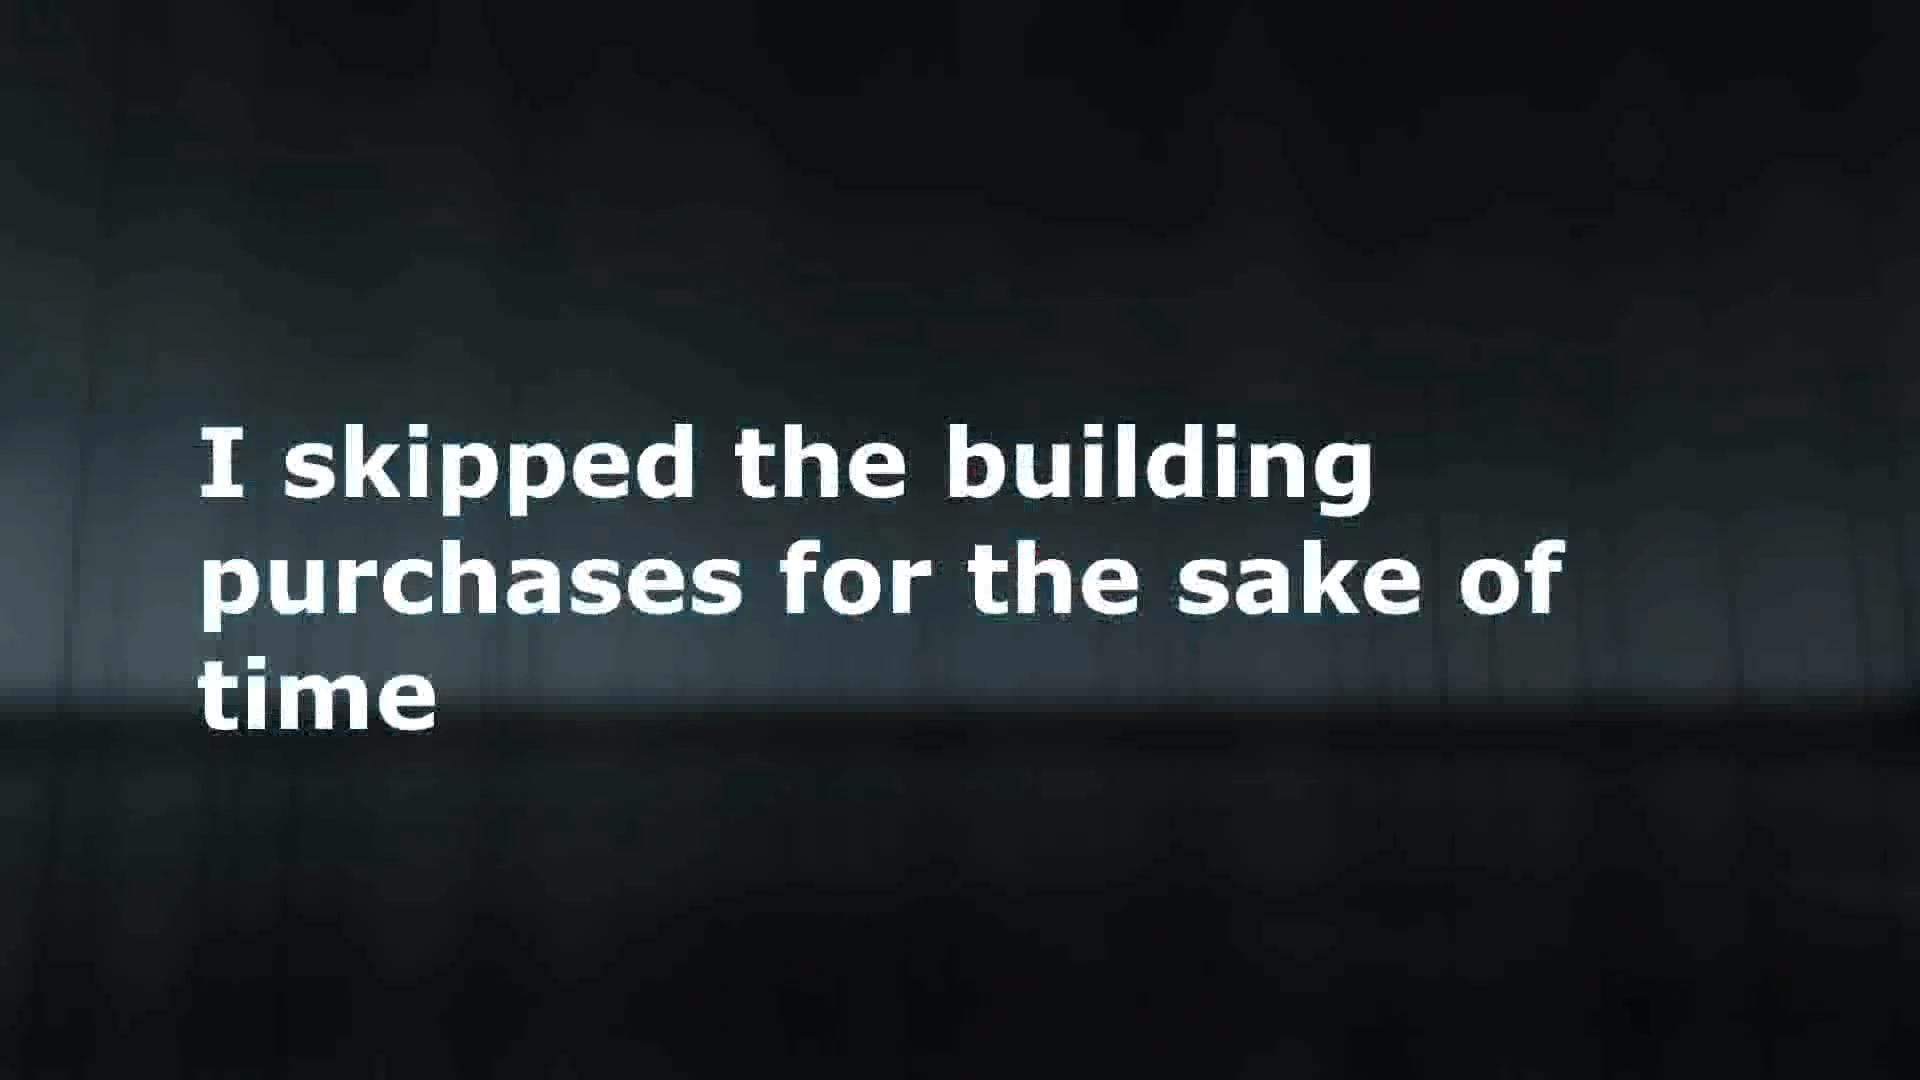 I skipped the building
purchases for the sake of
time